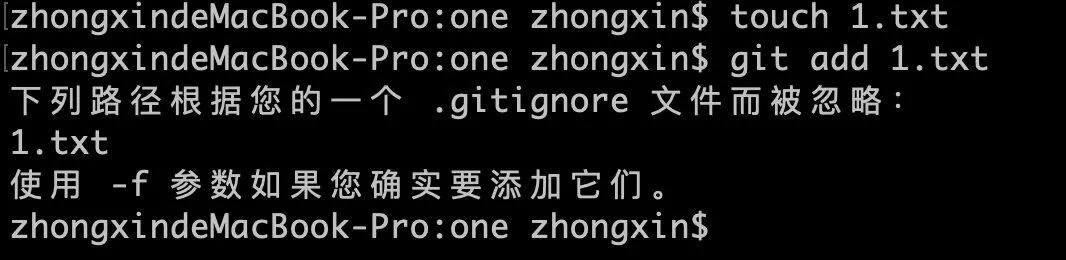 [zhongxindeMacBook-Pro:one zhongxin$ touch 1.txt
[zhongxindeMacBook-Pro:one zhongxin$ git add 1.txt
下列路径根据您的一个 .gitignore 文件而被忽略：
1.txt
使用 -f 参数如果您确实要添加它们。
zhongxindeMacBook-Pro:one zhongxin$